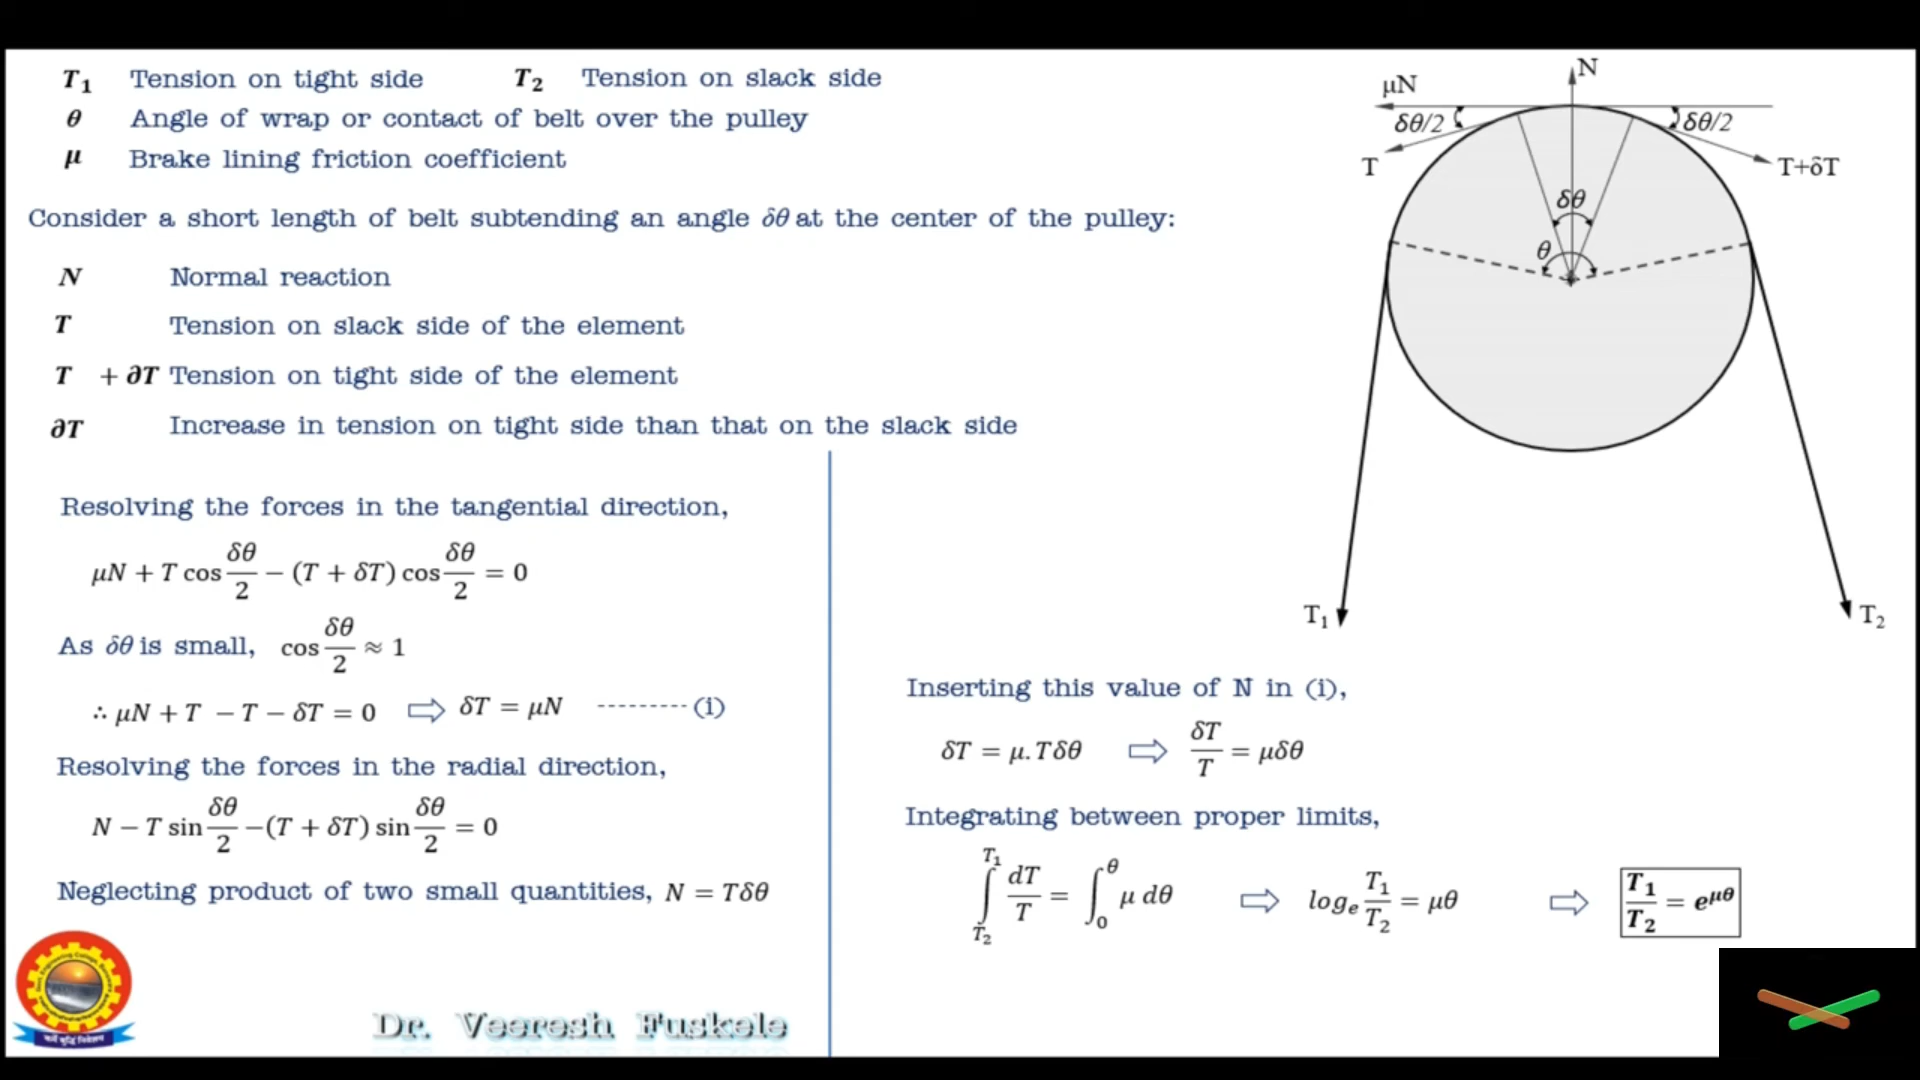 T₁ Tension on tight side T₂ Tension on slack side
θ Angle of wrap or contact of belt over the pulley
μ Brake lining friction coefficient
Consider a short length of belt subtending an angle δθ at the center of the pulley:
N Normal reaction
T Tension on slack side of the element
T + ∂T Tension on tight side of the element
∂T Increase in tension on tight side than that on the slack side
Resolving the forces in the tangential direction,
μN + T cos δθ/2 − (T + δT) cos δθ/2 = 0
As δθ is small, cos δθ/2 ≈ 1
∴ μN + T − T − δT = 0 ⇨ δT = μN --------- (i)
Resolving the forces in the radial direction,
N − T sin δθ/2 −(T + δT) sin δθ/2 = 0
Neglecting product of two small quantities, N = Tδθ
Dr. Veeresh Fuskele
N
μN
δθ/2
δθ/2
T
T+δT
δθ
θ
T₁
T₂
Inserting this value of N in (i),
δT = μ.Tδθ ⇨ δT/T = μδθ
Integrating between proper limits,
∫_T₂^T₁ dT/T = ∫_0^θ μ dθ ⇨ logₑ T₁/T₂ = μθ ⇨ T₁/T₂ = e^μθ